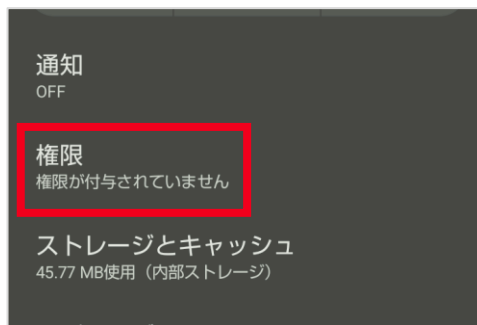 通知
OFF
権限
権限が付与されていません
ストレージとキャッシュ
45.77 MB使用（内部ストレージ）